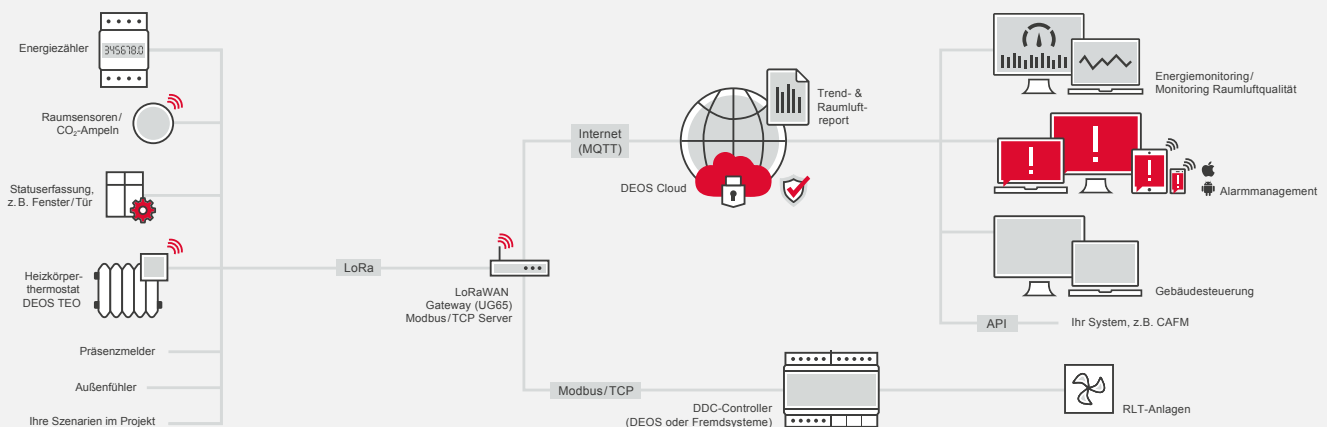 Energiezähler
345678.0
Raumsensoren/
CO₂-Ampeln
Statuserfassung,
z. B. Fenster/Tür
Heizkörper-
thermostat
DEOS TEO
Präsenzmelder
Außenfühler
Ihre Szenarien im Projekt
LoRa
LoRaWAN
Gateway (UG65)
Modbus/TCP Server
Internet
(MQTT)
DEOS Cloud
Trend- &
Raumluft-
report
Modbus/TCP
DDC-Controller
(DEOS oder Fremdsysteme)
Energiemonitoring/
Monitoring Raumluftqualität
!
!
!
!
Alarmmanagement
Gebäudesteuerung
API
Ihr System, z.B. CAFM
RLT-Anlagen